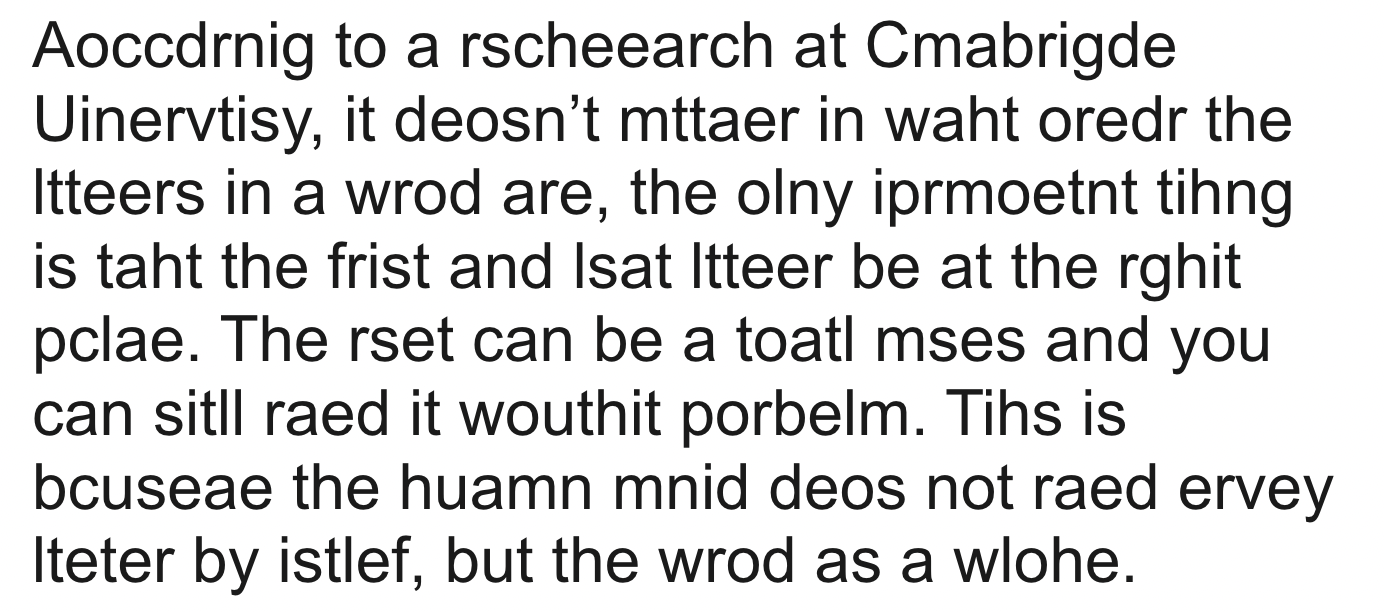 Aoccdrnig to a rscheearch at Cmabrigde
Uinervtisy, it deosn’t mttaer in waht oredr the
ltteers in a wrod are, the olny iprmoetnt tihng
is taht the frist and lsat ltteer be at the rghit
pclae. The rset can be a toatl mses and you
can sitll raed it wouthit porbelm. Tihs is
bcuseae the huamn mnid deos not raed ervey
lteter by istlef, but the wrod as a wlohe.